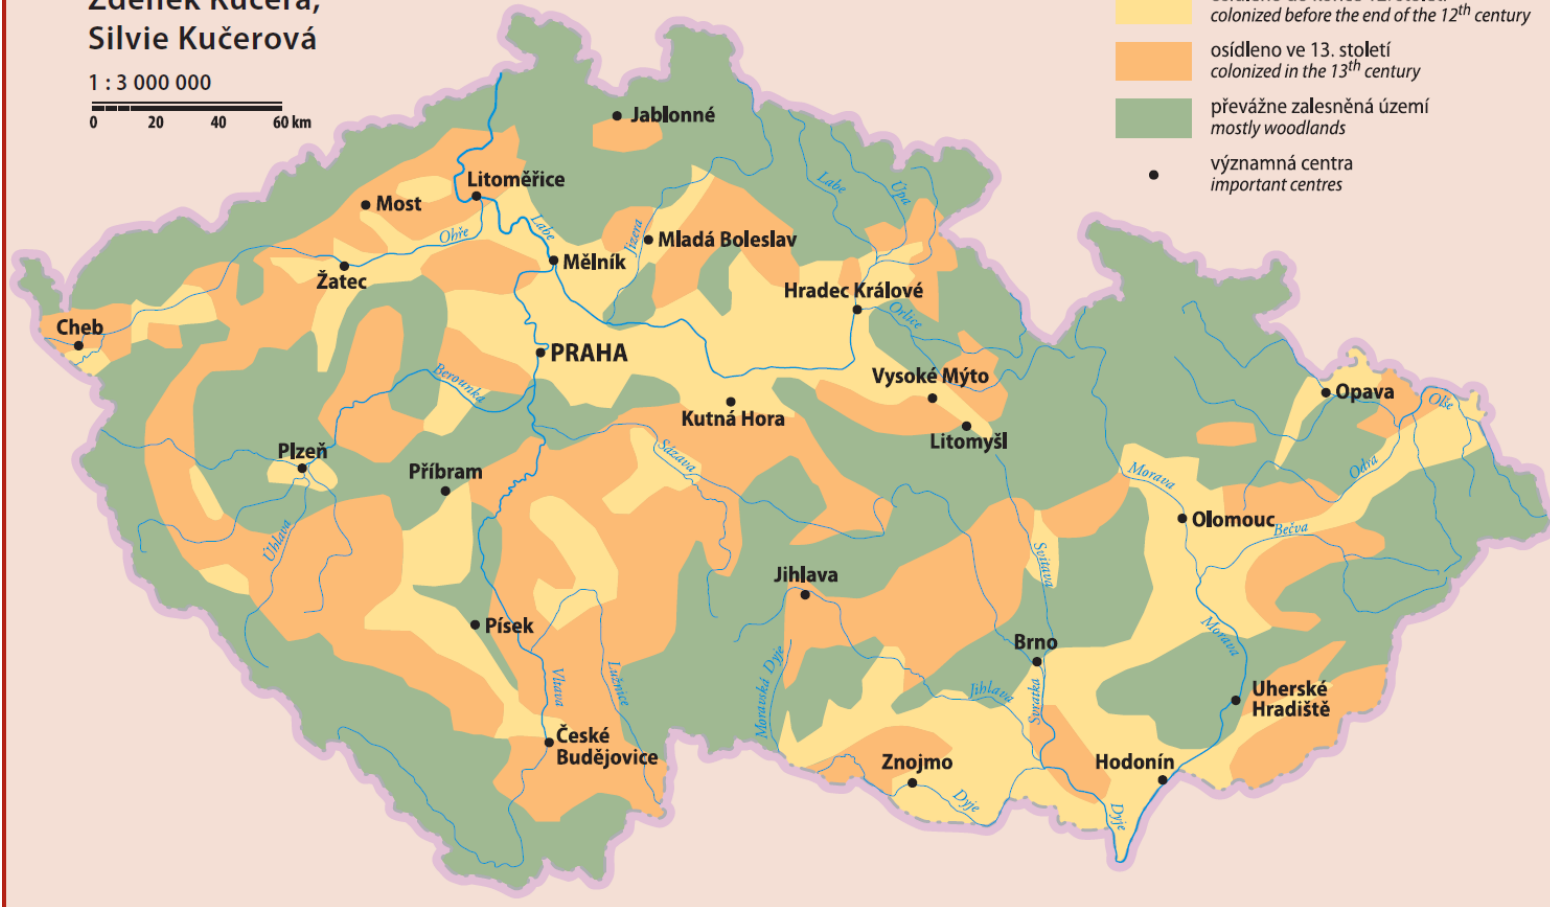 Zdeněk Kučera,
Silvie Kučerová
1 : 3 000 000
0 20 40 60 km
colonized before the end of the 12th century
osídleno ve 13. století
colonized in the 13th century
převážne zalesněná území
mostly woodlands
významná centra
important centres
Jablonné
Litoměřice
Most
Labe
Úpa
Ohře
Labe
Jizera
Mladá Boleslav
Mělník
Žatec
Hradec Králové
Orlice
Cheb
PRAHA
Berounka
Vysoké Mýto
Opava
Olše
Kutná Hora
Litomyšl
Plzeň
Příbram
Sázava
Morava
Odra
Olomouc
Bečva
Úhlava
Svitava
Jihlava
Písek
Brno
Morava
Moravská Dyje
Vltava
Lužnice
Jihlava
Svratka
Uherské
Hradiště
České
Budějovice
Znojmo
Hodonín
Dyje
Dyje